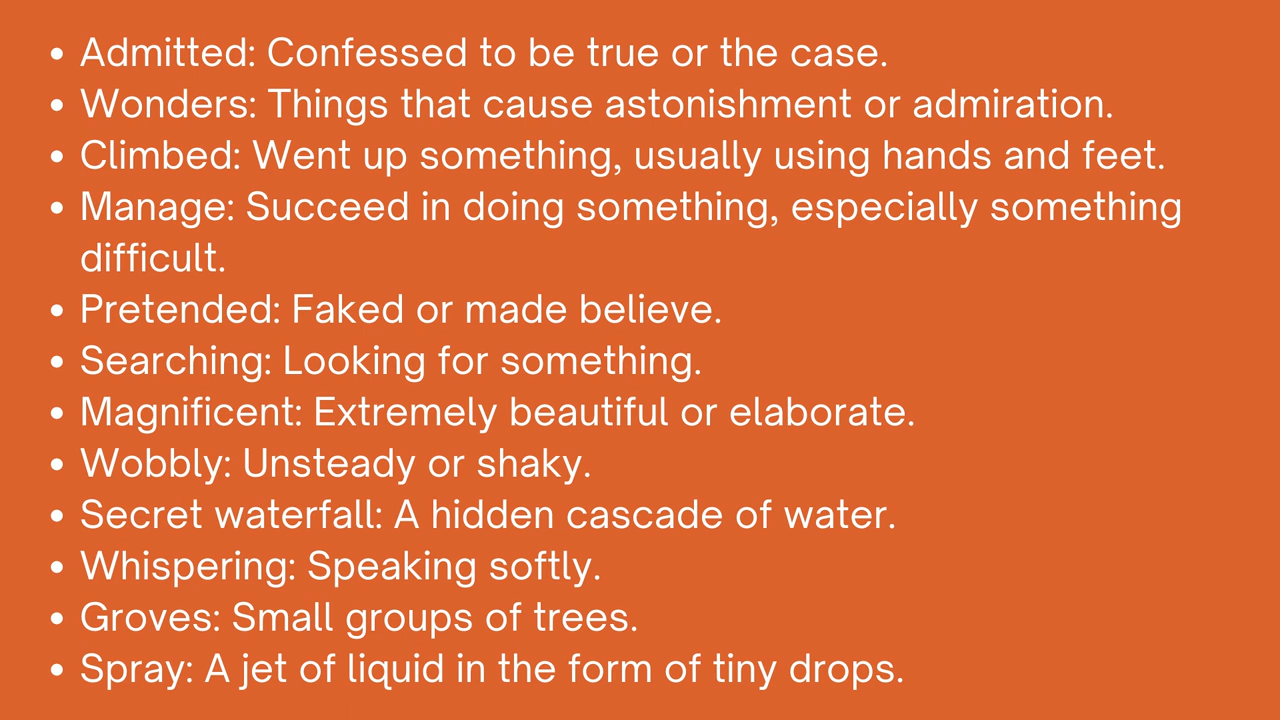 • Admitted: Confessed to be true or the case.
• Wonders: Things that cause astonishment or admiration.
• Climbed: Went up something, usually using hands and feet.
• Manage: Succeed in doing something, especially something
difficult.
• Pretended: Faked or made believe.
• Searching: Looking for something.
• Magnificent: Extremely beautiful or elaborate.
• Wobbly: Unsteady or shaky.
• Secret waterfall: A hidden cascade of water.
• Whispering: Speaking softly.
• Groves: Small groups of trees.
• Spray: A jet of liquid in the form of tiny drops.